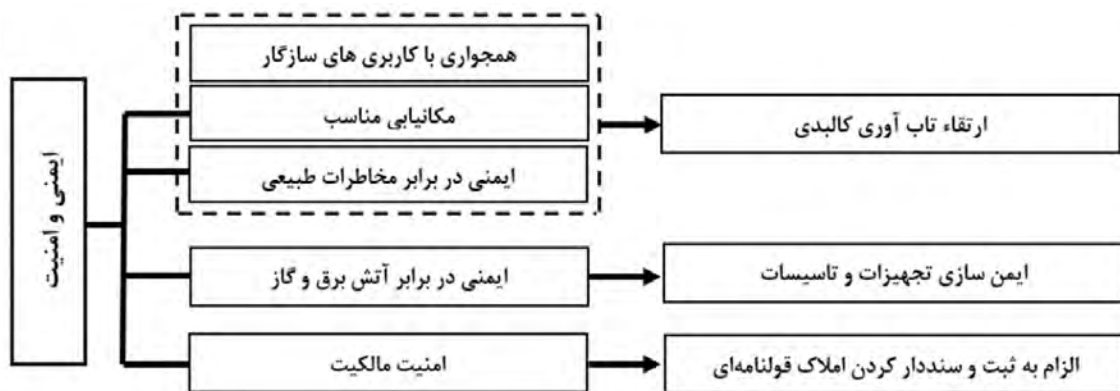 ایمنی و امنیت
همجواری با کاربری های سازگار
مکانیابی مناسب
ایمنی در برابر مخاطرات طبیعی
ارتقاء تاب آوری کالبدی
ایمنی در برابر آتش برق و گاز
ایمن سازی تجهیزات و تاسیسات
امنیت مالکیت
الزام به ثبت و سنددار کردن املاک قولنامه‌ای